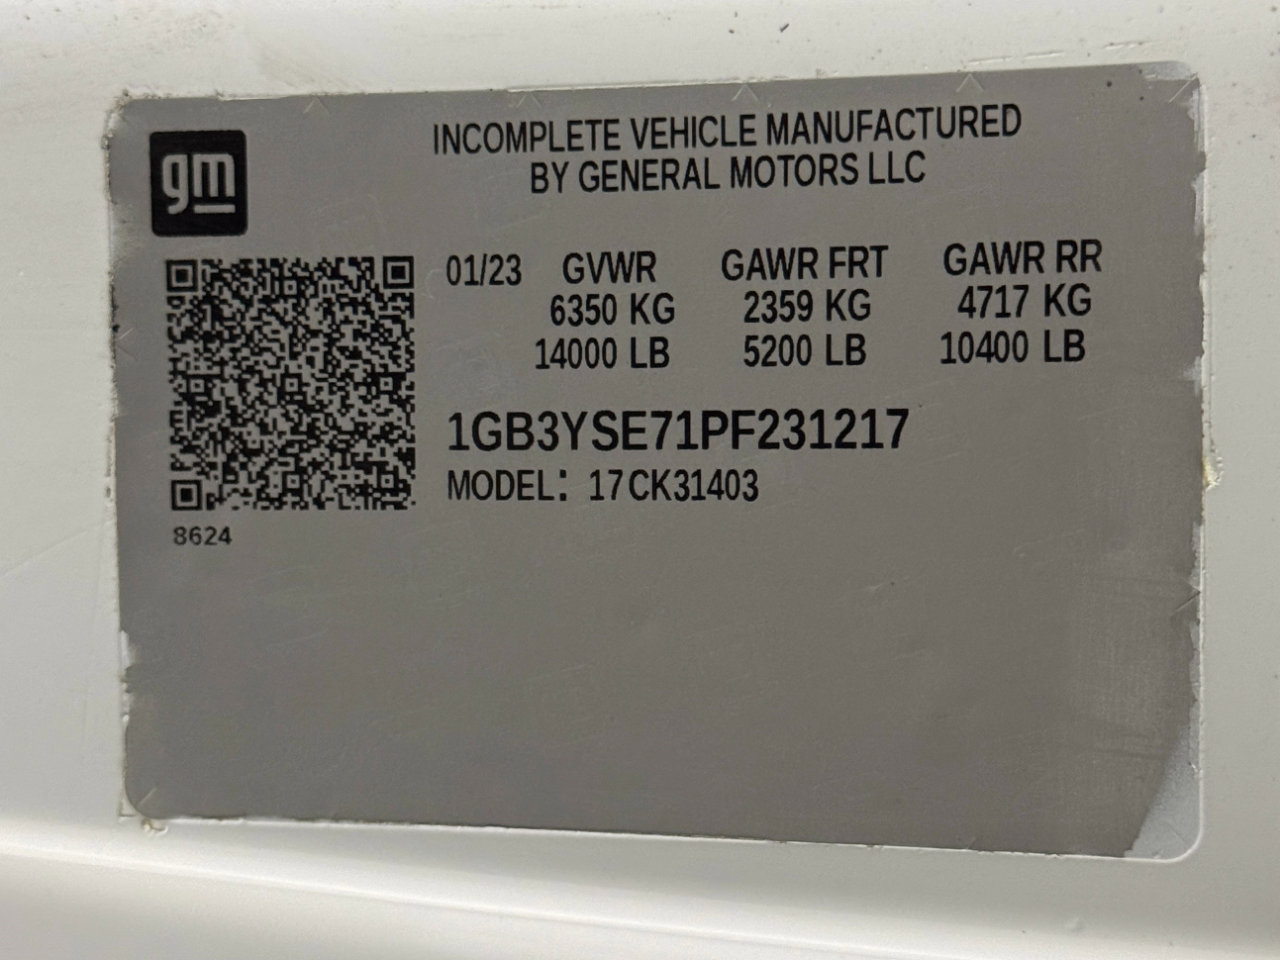 gm
INCOMPLETE VEHICLE MANUFACTURED
BY GENERAL MOTORS LLC
01/23 GVWR GAWR FRT GAWR RR
6350 KG 2359 KG 4717 KG
14000 LB 5200 LB 10400 LB
1GB3YSE71PF231217
MODEL: 17CK31403
8624